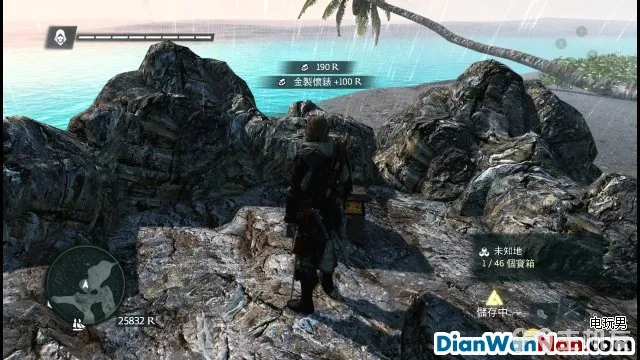 190 R
金製懷錶 +100 R
未知地
1 / 46 個寶箱
儲存中
25832 R
电玩男
DianWanNan.com